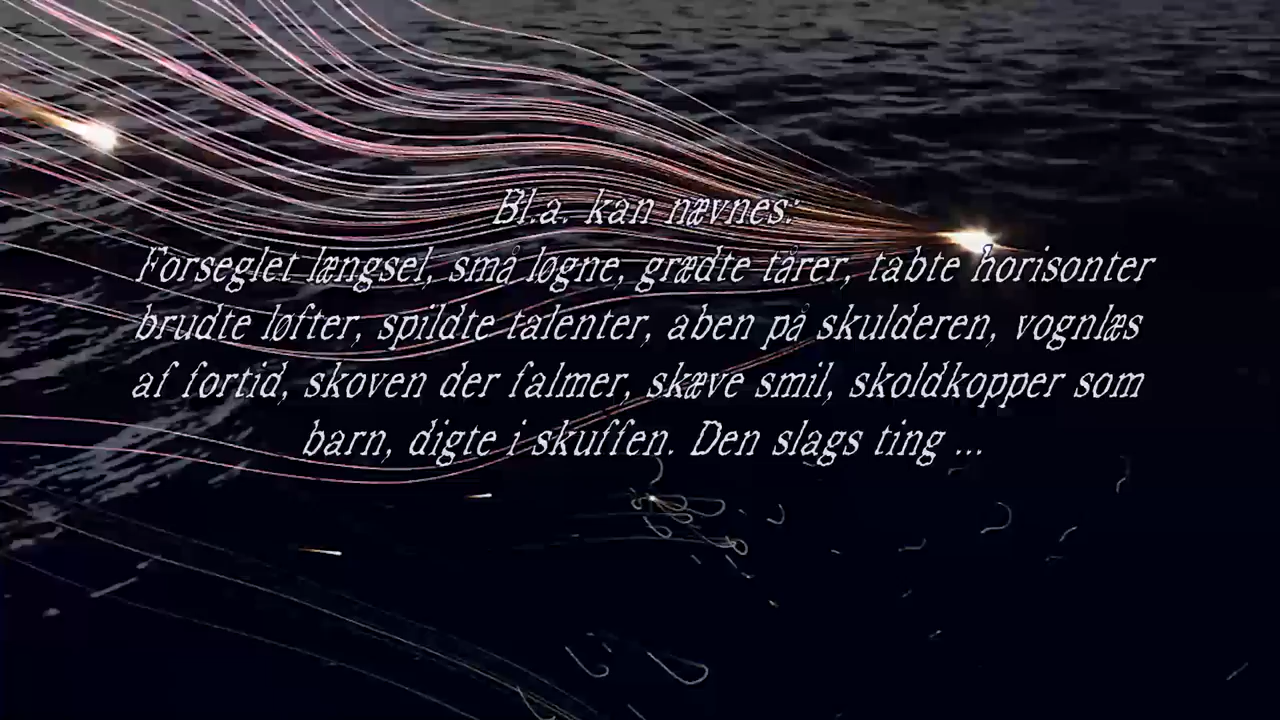 Bl.a. kan nævnes:
Forseglet længsel, små løgne, grædte tårer, tabte horisonter
brudte løfter, spildte talenter, aben på skulderen, vognlæs
af fortid, skoven der falmer, skæve smil, skoldkopper som
barn, digte i skuffen. Den slags ting ...